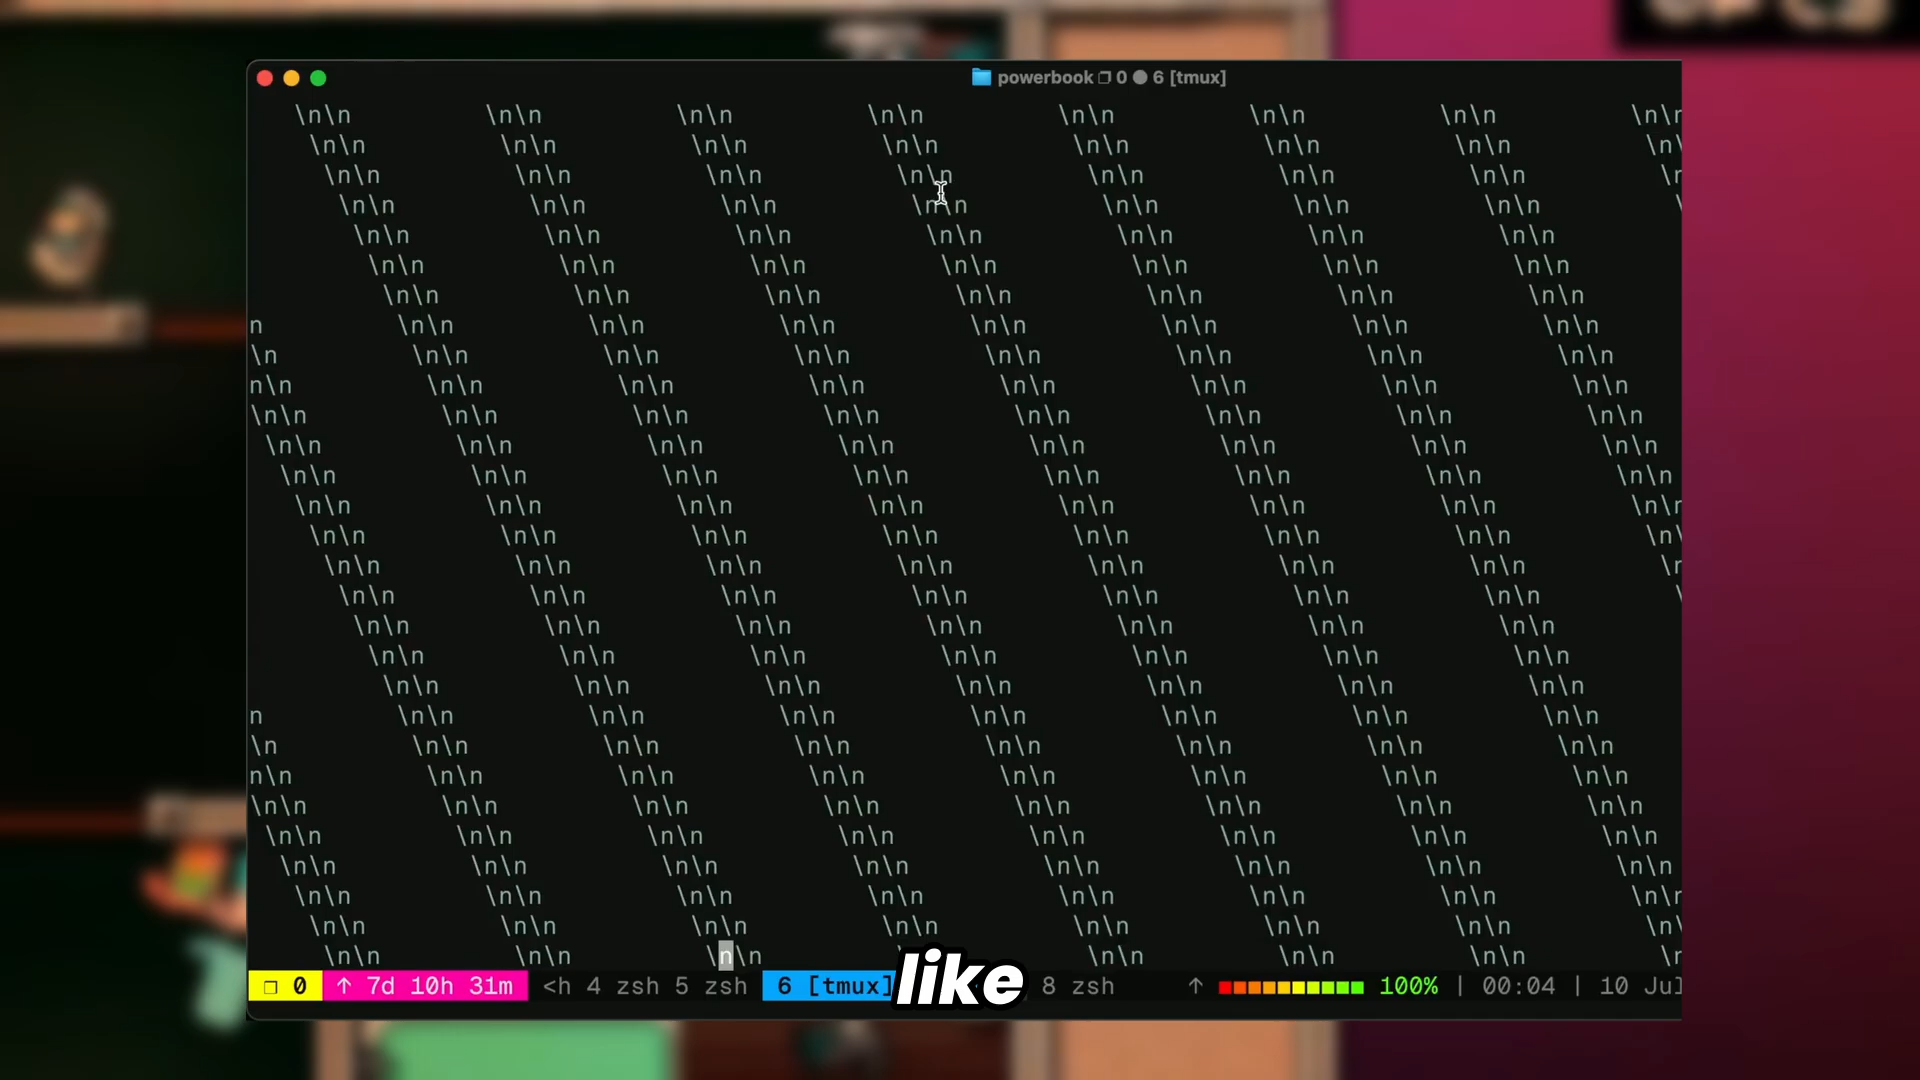 powerbook ❐ 0 ● 6 [tmux]
\n\n \n\n \n\n \n\n \n\n \n\n \n\n \n\
\n\n \n\n \n\n \n\n \n\n \n\n \n\n \n\
\n\n \n\n \n\n \n\n \n\n \n\n \n\n \
\n\n \n\n \n\n \n\n \n\n \n\n \n\n \
\n\n \n\n \n\n \n\n \n\n \n\n \n\n
\n\n \n\n \n\n \n\n \n\n \n\n \n\n
\n\n \n\n \n\n \n\n \n\n \n\n \n\n
n \n\n \n\n \n\n \n\n \n\n \n\n \n\n
\n \n\n \n\n \n\n \n\n \n\n \n\n \n\n
n\n \n\n \n\n \n\n \n\n \n\n \n\n \n\n
\n\n \n\n \n\n \n\n \n\n \n\n \n\n \n\n
\n\n \n\n \n\n \n\n \n\n \n\n \n\n \n\n
\n\n \n\n \n\n \n\n \n\n \n\n \n\n \n\n
\n\n \n\n \n\n \n\n \n\n \n\n \n\n \n\
\n\n \n\n \n\n \n\n \n\n \n\n \n\n \n\
\n\n \n\n \n\n \n\n \n\n \n\n \n\n \
\n\n \n\n \n\n \n\n \n\n \n\n \n\n \
\n\n \n\n \n\n \n\n \n\n \n\n \n\n
\n\n \n\n \n\n \n\n \n\n \n\n \n\n
\n\n \n\n \n\n \n\n \n\n \n\n \n\n
n \n\n \n\n \n\n \n\n \n\n \n\n \n\n
\n \n\n \n\n \n\n \n\n \n\n \n\n \n\n
n\n \n\n \n\n \n\n \n\n \n\n \n\n \n\n
\n\n \n\n \n\n \n\n \n\n \n\n \n\n \n\n
\n\n \n\n \n\n \n\n \n\n \n\n \n\n \n\n
\n\n \n\n \n\n \n\n \n\n \n\n \n\n \n\n
\n\n \n\n \n\n \n\n \n\n \n\n \n\n \n\
\n\n \n\n \n\n \n\n \n\n \n\n \n\n \n\
\n\n \n\n \n\n \n\n \n\n \n\n \
❐ 0 ↑ 7d 10h 31m <h 4 zsh 5 zsh 6 [tmux] 8 zsh ↑ 100% | 00:04 | 10 Jul
like